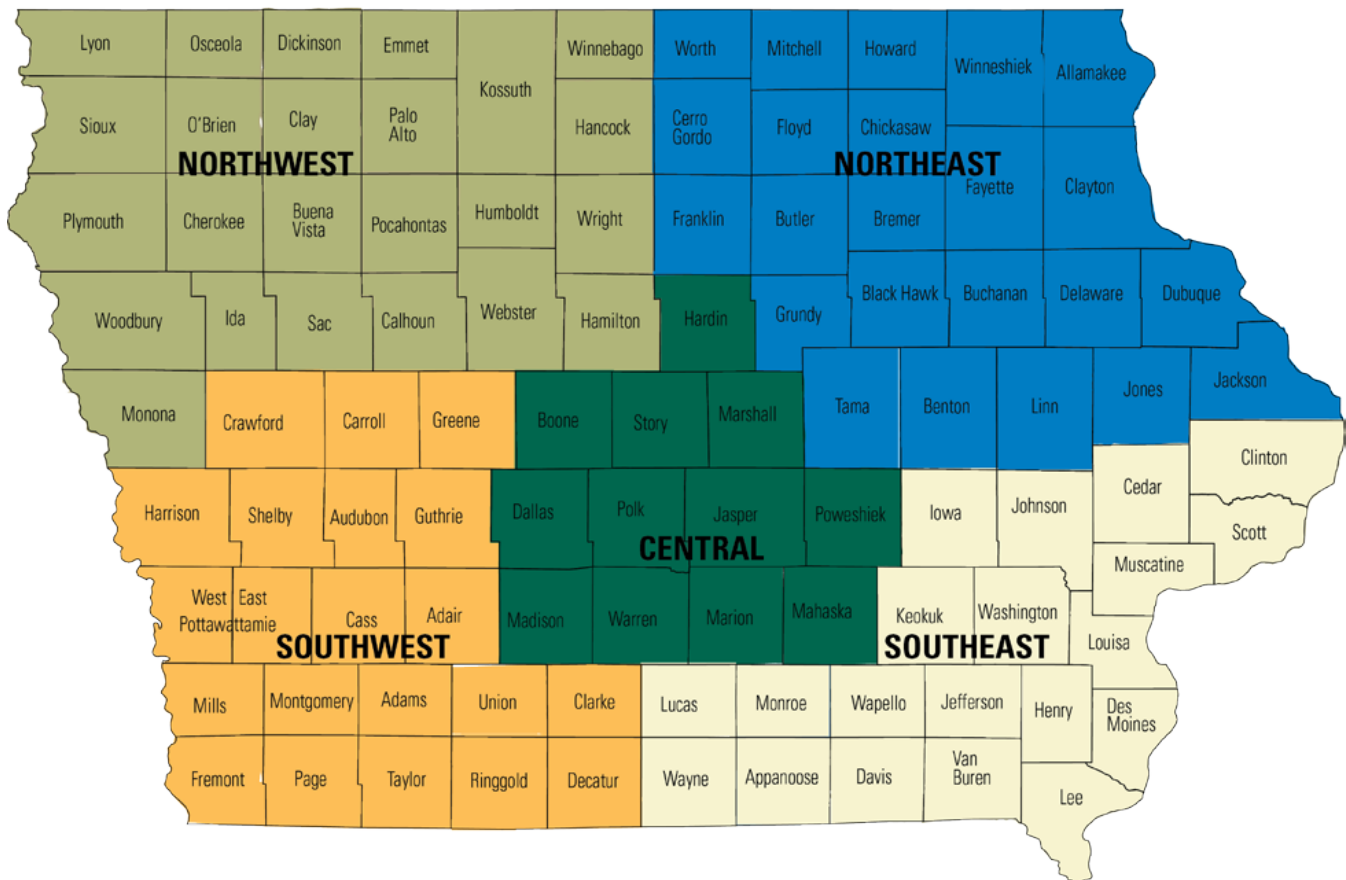 Lyon
Osceola
Dickinson
Emmet
Kossuth
Winnebago
Worth
Mitchell
Howard
Winneshiek
Allamakee
Sioux
O'Brien
Clay
Palo
Alto
Hancock
Cerro
Gordo
Floyd
Chickasaw
NORTHWEST
NORTHEAST
Fayette
Clayton
Plymouth
Cherokee
Buena
Vista
Pocahontas
Humboldt
Wright
Franklin
Butler
Bremer
Woodbury
Ida
Sac
Calhoun
Webster
Hamilton
Hardin
Grundy
Black Hawk
Buchanan
Delaware
Dubuque
Monona
Crawford
Carroll
Greene
Boone
Story
Marshall
Tama
Benton
Linn
Jones
Jackson
Harrison
Shelby
Audubon
Guthrie
Dallas
Polk
Jasper
Poweshiek
Iowa
Johnson
Cedar
Clinton
Scott
CENTRAL
Muscatine
West East
Pottawattamie
Cass
Adair
Madison
Warren
Marion
Mahaska
Keokuk
Washington
Louisa
SOUTHWEST
SOUTHEAST
Mills
Montgomery
Adams
Union
Clarke
Lucas
Monroe
Wapello
Jefferson
Henry
Des
Moines
Fremont
Page
Taylor
Ringgold
Decatur
Wayne
Appanoose
Davis
Van
Buren
Lee